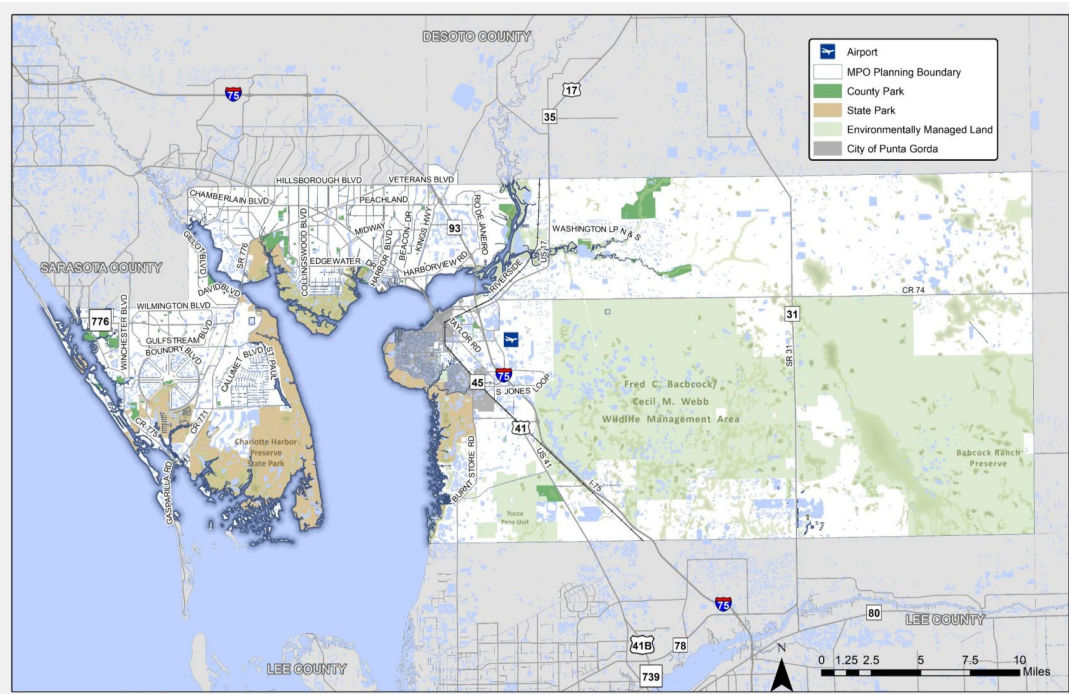 DESOTO COUNTY
Airport
MPO Planning Boundary
County Park
State Park
Environmentally Managed Land
City of Punta Gorda
75
17
35
HILLSBOROUGH BLVD
VETERANS BLVD
CHAMBERLAIN BLVD
PEACHLAND
COLLINGSWOOD BLVD
MIDWAY
BEACON DR
KINGS HWY
93
RIO DE JANEIRO
WASHINGTON LP N & S
US 17
GILLOT BLVD
SR 776
EDGEWATER DR
HARBOR BLVD
HARBORVIEW RD
RIVERSIDE
SARASOTA COUNTY
DAVID BLVD
CR 74
WILMINGTON BLVD
776
WINCHESTER BLVD
GULFSTREAM BLVD
BOUNDRY BLVD
CALUMET BLVD
ST. PAUL
TAYLOR RD
31
SR 31
75
45
S JONES LOOP
Fred C. Bacbcock/
Cecil M. Webb
Wildlife Management Area
41
US 41
I-75
CR 775
CR 771
Charlotte Harbor
Preserve
State Park
BURNT STORE RD
Babcock Ranch
Preserve
GASPARILLA RD
Yucca
Pens Unit
75
80
LEE COUNTY
41B
78
739
LEE COUNTY
N
0 1.25 2.5 5 7.5 10
Miles